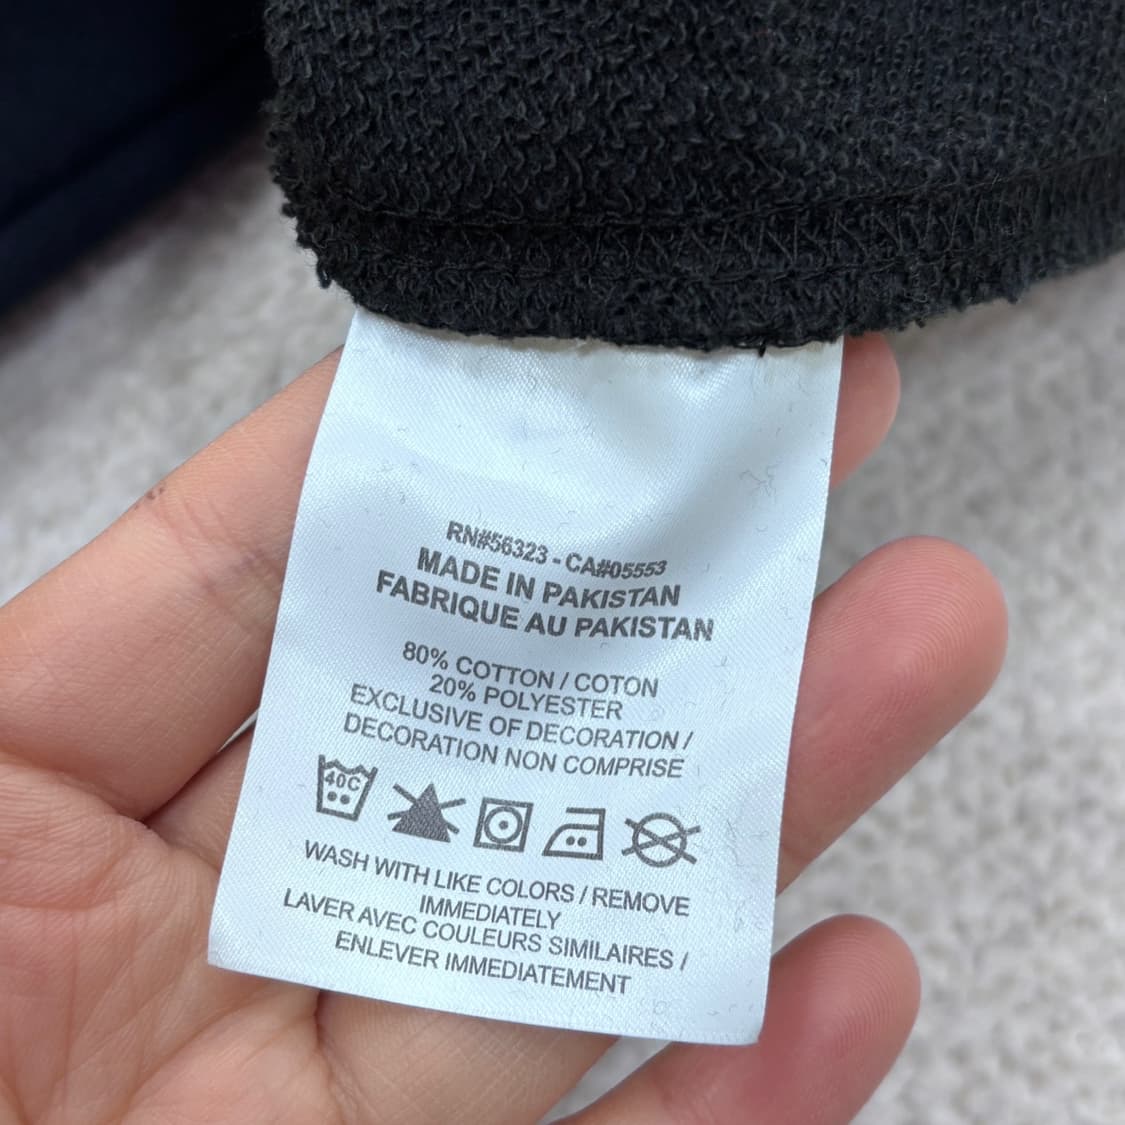 RN#56323 - CA#05553
MADE IN PAKISTAN
FABRIQUE AU PAKISTAN
80% COTTON / COTON
20% POLYESTER
EXCLUSIVE OF DECORATION /
DECORATION NON COMPRISE
40C
WASH WITH LIKE COLORS / REMOVE
IMMEDIATELY
LAVER AVEC COULEURS SIMILAIRES /
ENLEVER IMMEDIATEMENT